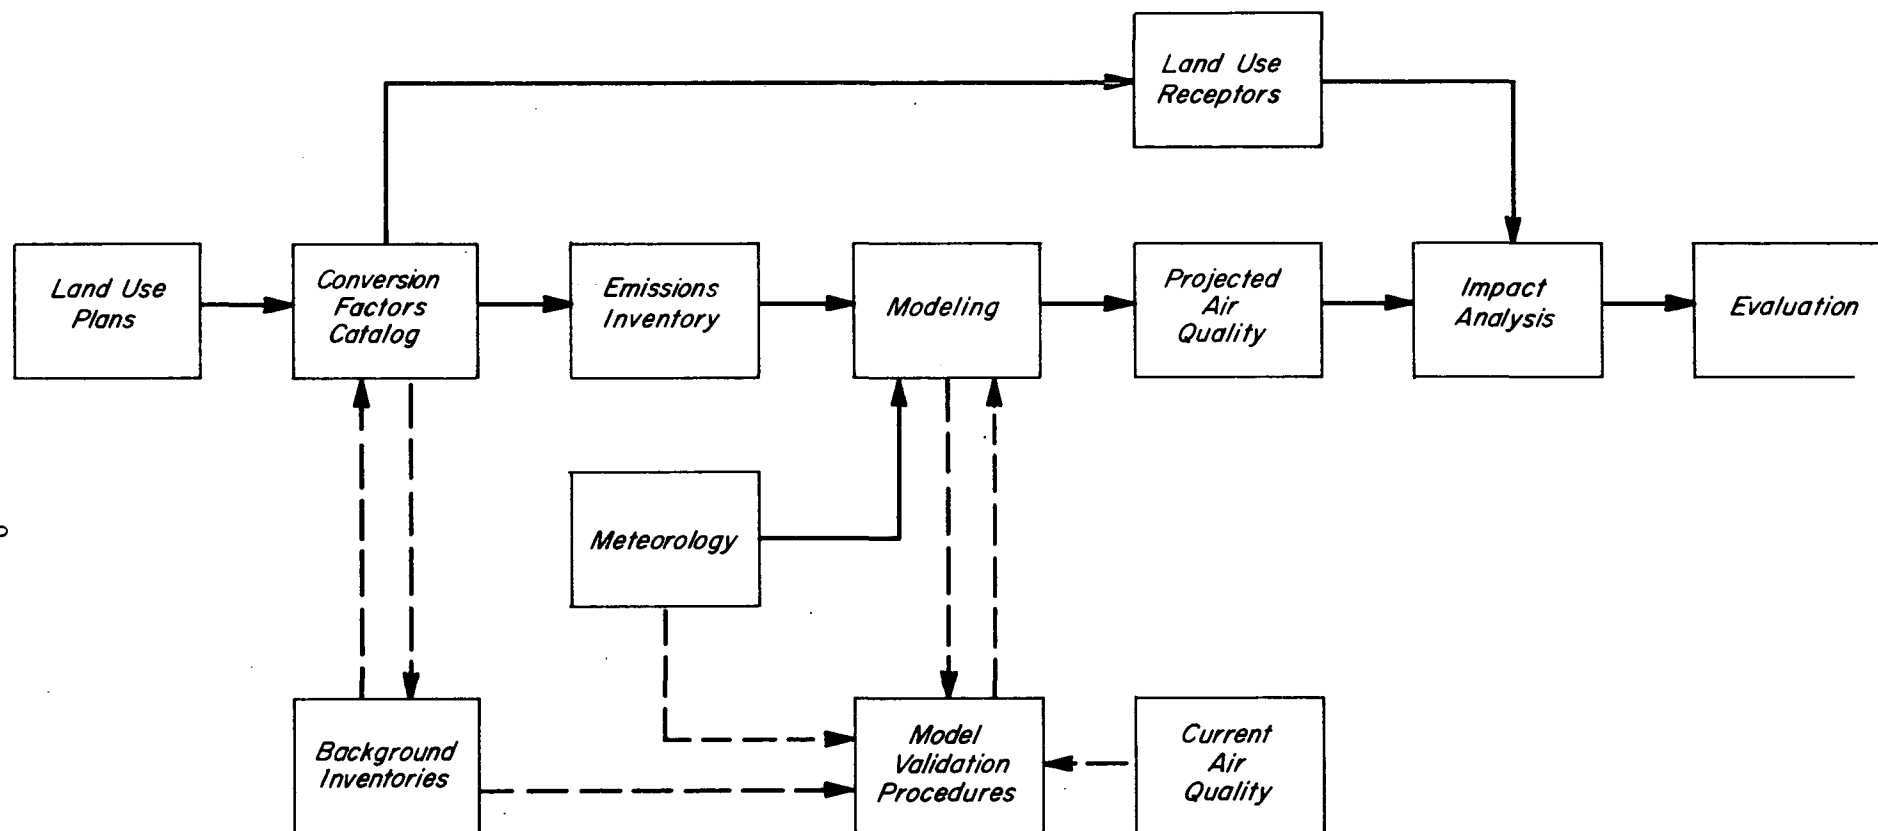 Land Use
Receptors
Land Use
Plans
Conversion
Factors
Catalog
Emissions
Inventory
Modeling
Projected
Air
Quality
Impact
Analysis
Evaluation
Meteorology
Background
Inventories
Model
Validation
Procedures
Current
Air
Quality